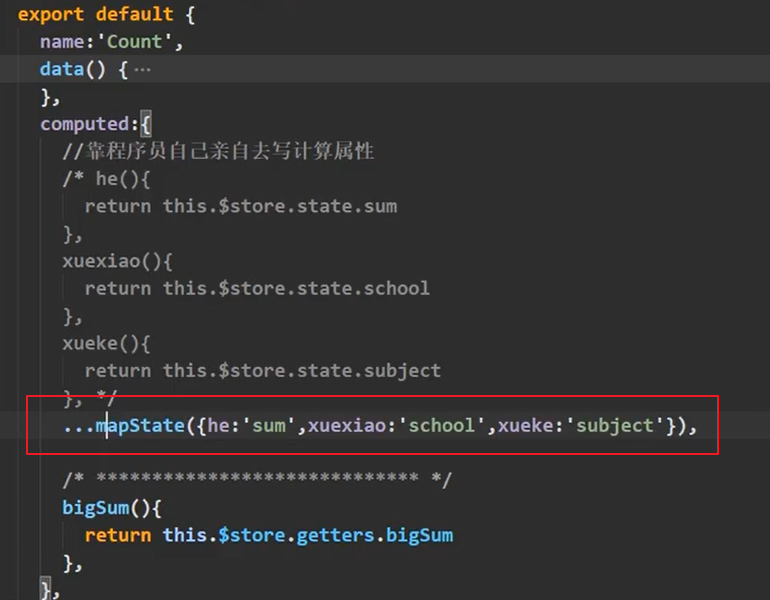 export default {
name:'Count',
data() { ...
},
computed:{
//靠程序员自己亲自去写计算属性
/* he(){
return this.$store.state.sum
},
xuexiao(){
return this.$store.state.school
},
xueke(){
return this.$store.state.subject
}, */
...mapState({he:'sum',xuexiao:'school',xueke:'subject'}),
/* ***************************** */
bigSum(){
return this.$store.getters.bigSum
},
},